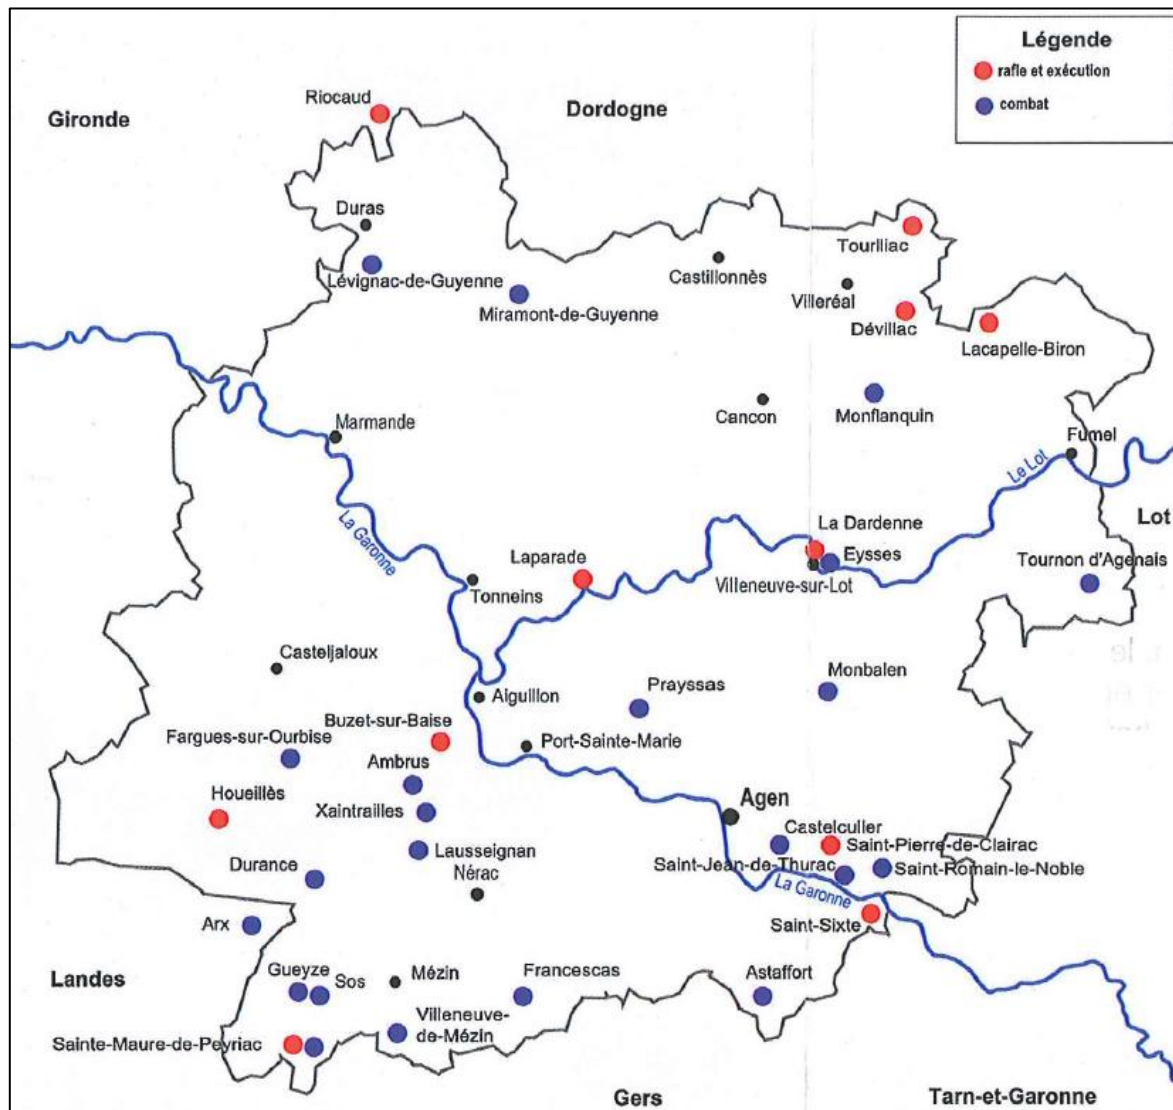 Légende
rafle et exécution
combat
Riocaud
Gironde
Dordogne
Duras
Tourlliac
Lévignac-de-Guyenne
Castillonnès
Villeréal
Miramont-de-Guyenne
Dévillac
Lacapelle-Biron
Cancon
Monflanquin
Marmande
Fumel
Le Lot
La Garonne
Lot
La Dardenne
Laparade
Eysses
Tournon d'Agenais
Tonneins
Villeneuve-sur-Lot
Casteljaloux
Monbalen
Aiguillon
Prayssas
Buzet-sur-Baise
Fargues-sur-Ourbise
Port-Sainte-Marie
Ambrus
Houeillès
Xaintrailles
Agen
Castelculler
Lausseignan
Saint-Pierre-de-Clairac
Durance
Nérac
Saint-Jean-de-Thurac
Saint-Romain-le-Noble
La Garonne
Arx
Saint-Sixte
Landes
Gueyze
Sos
Mézin
Francescas
Astaffort
Villeneuve-
de-Mézin
Sainte-Maure-de-Peyriac
Gers
Tarn-et-Garonne